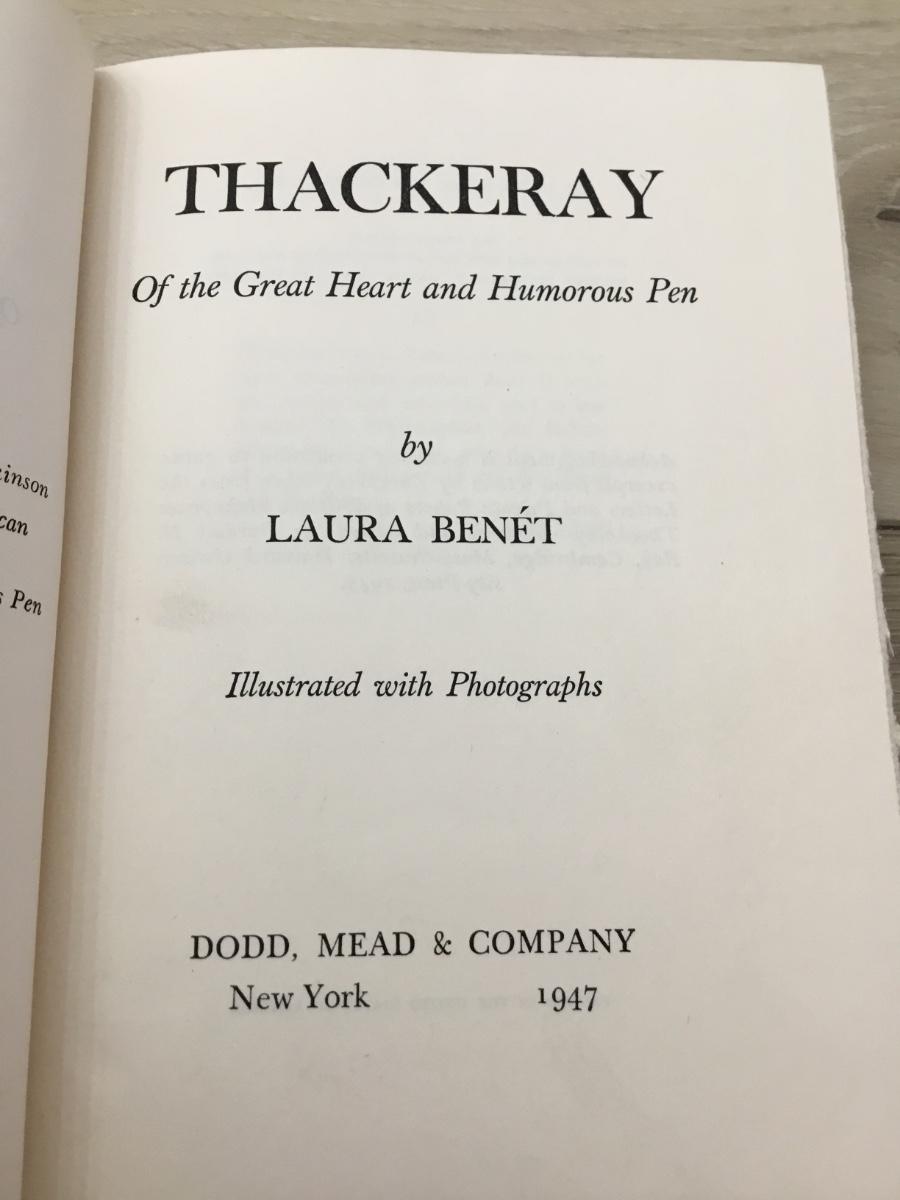 THACKERAY
Of the Great Heart and Humorous Pen
by
LAURA BENÉT
Illustrated with Photographs
DODD, MEAD & COMPANY
New York 1947
Pen